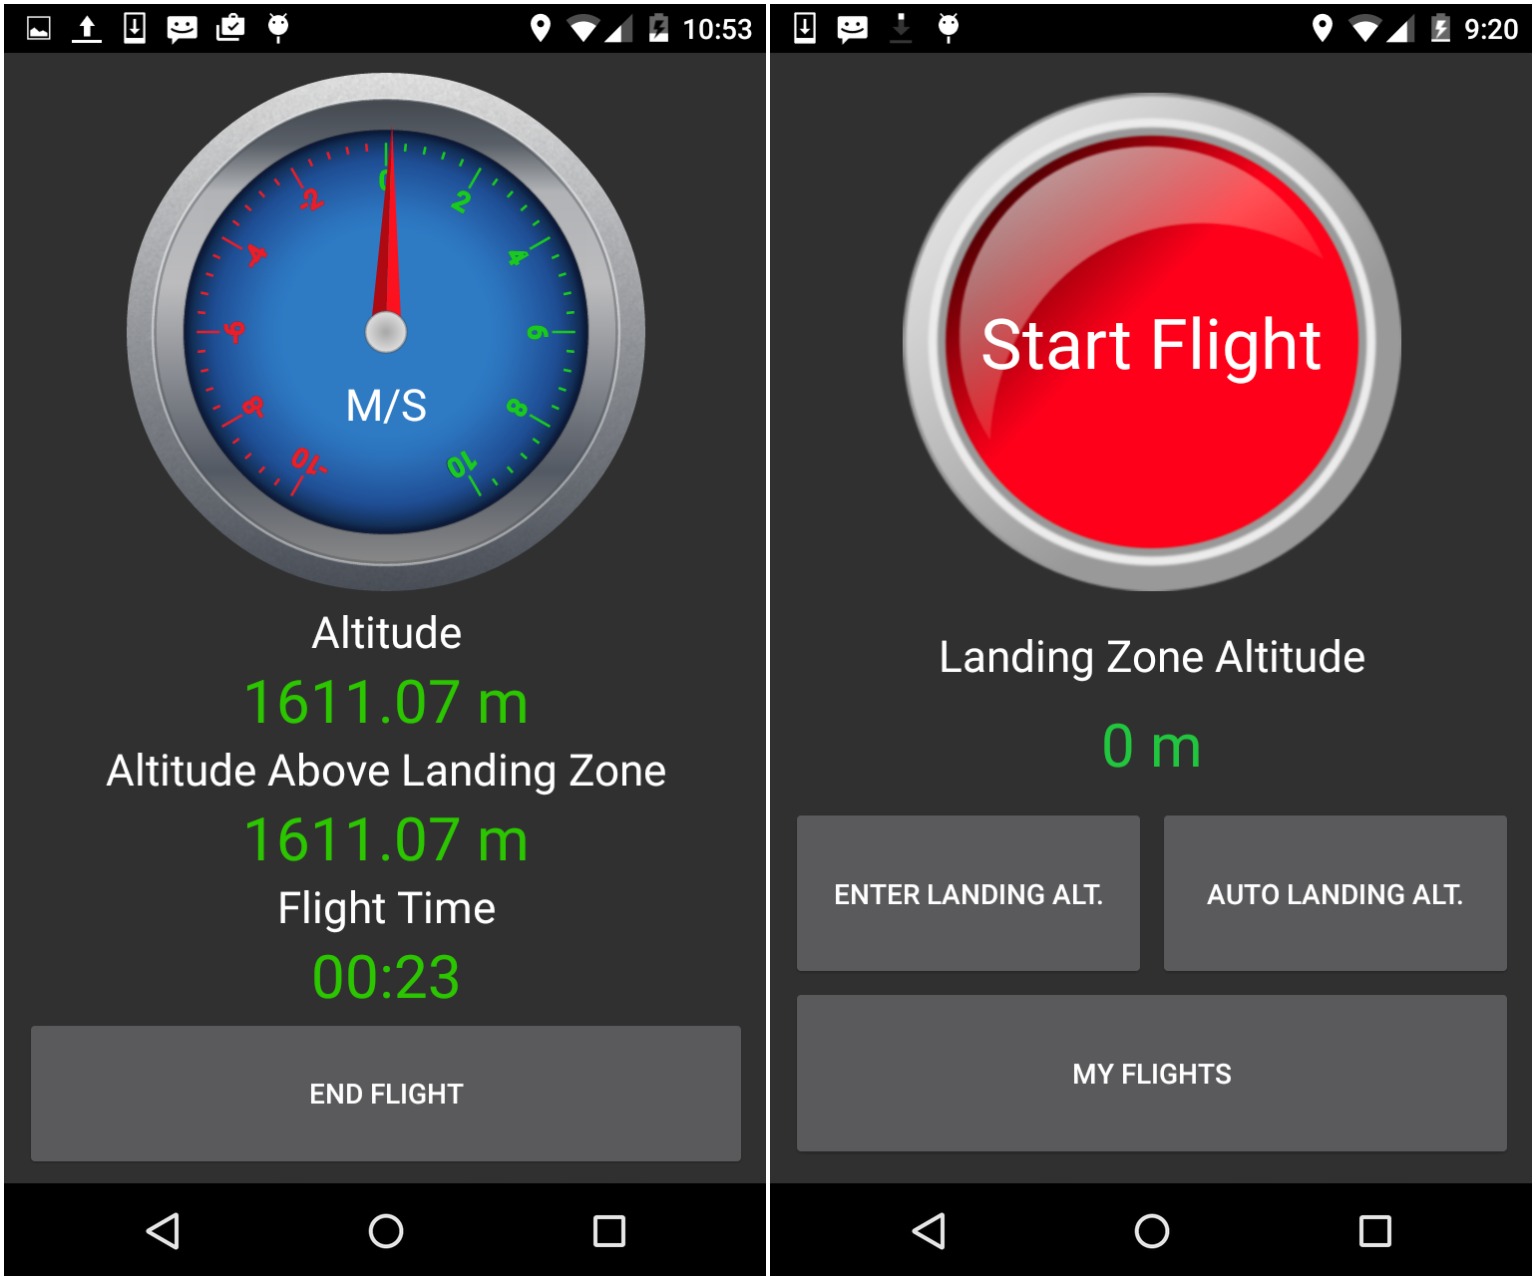 10:53
0
-2
2
-4
4
-6
6
M/S
-8
8
-10
10
Altitude
1611.07 m
Altitude Above Landing Zone
1611.07 m
Flight Time
00:23
END FLIGHT
9:20
Start Flight
Landing Zone Altitude
0 m
ENTER LANDING ALT.
AUTO LANDING ALT.
MY FLIGHTS